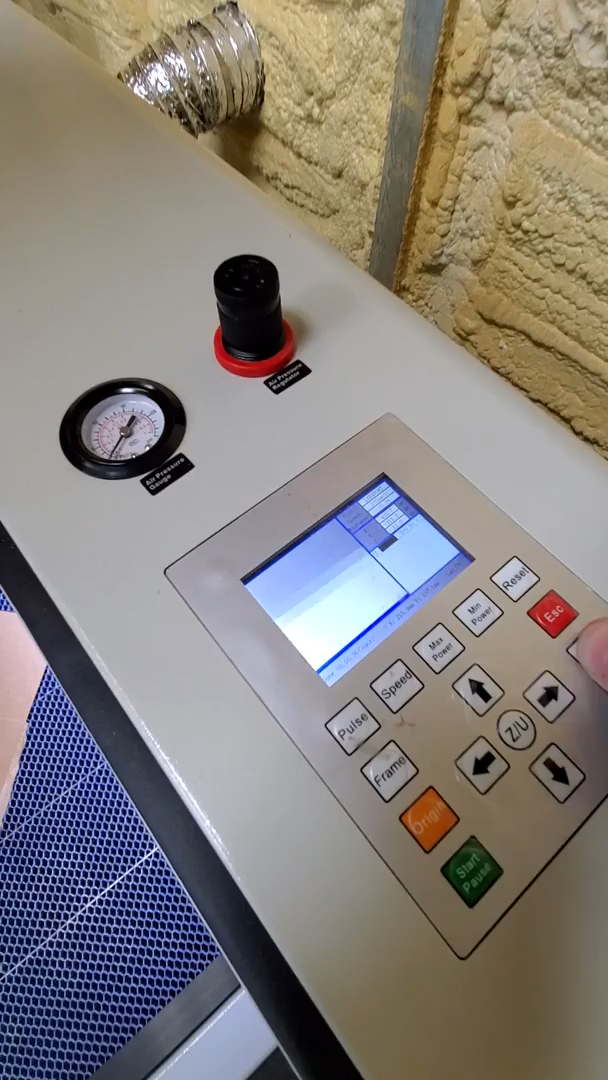 Air Pressure
Regulator
Air Pressure
Gauge
Reset
Esc
Min
Power
Max
Power
Speed
Pulse
Frame
Z/U
Origin
Start
Pause